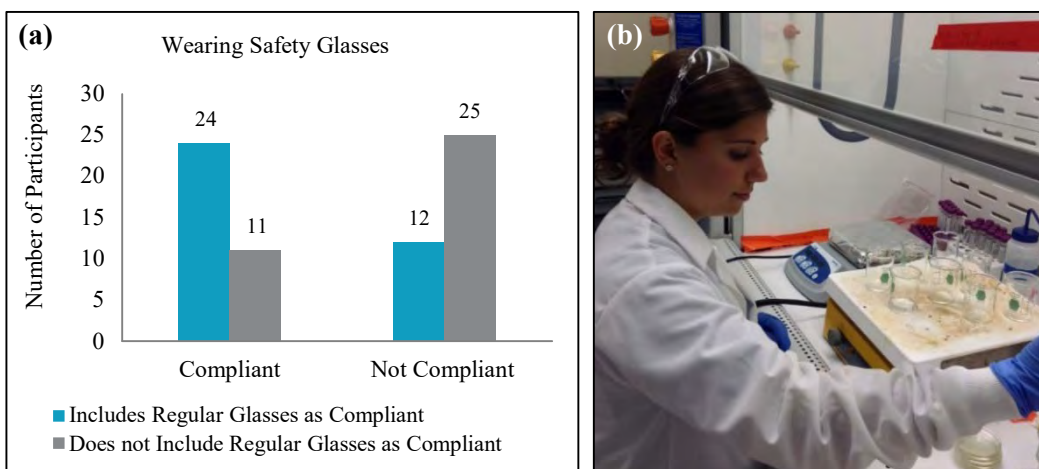 (a)
Wearing Safety Glasses
Number of Participants
30
25
20
15
10
5
0
24
11
12
25
Compliant
Not Compliant
Includes Regular Glasses as Compliant
Does not Include Regular Glasses as Compliant
(b)